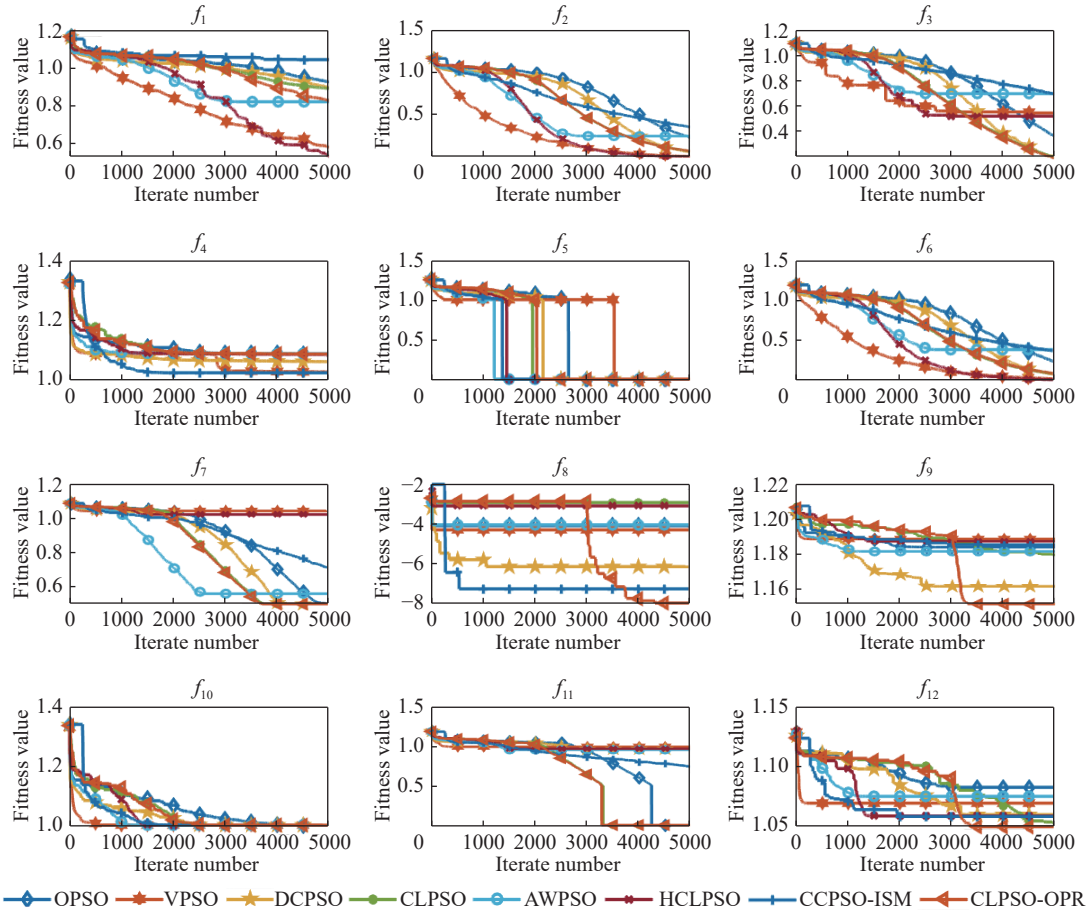 f1 f2 f3
1.2 1.0 0.8 0.6
Fitness value
0 1000 2000 3000 4000 5000
Iterate number
1.5 1.0 0.5
Fitness value
0 1000 2000 3000 4000 5000
Iterate number
1.2 1.0 0.8 0.6 0.4
Fitness value
0 1000 2000 3000 4000 5000
Iterate number
f4 f5 f6
1.4 1.2 1.0
Fitness value
0 1000 2000 3000 4000 5000
Iterate number
1.5 1.0 0.5
Fitness value
0 1000 2000 3000 4000 5000
Iterate number
1.5 1.0 0.5
Fitness value
0 1000 2000 3000 4000 5000
Iterate number
f7 f8 f9
1.2 1.0 0.8 0.6
Fitness value
0 1000 2000 3000 4000 5000
Iterate number
−2 −4 −6 −8
Fitness value
0 1000 2000 3000 4000 5000
Iterate number
1.22 1.20 1.18 1.16
Fitness value
0 1000 2000 3000 4000 5000
Iterate number
f10 f11 f12
1.4 1.2 1.0
Fitness value
0 1000 2000 3000 4000 5000
Iterate number
1.5 1.0 0.5
Fitness value
0 1000 2000 3000 4000 5000
Iterate number
1.15 1.10 1.05
Fitness value
0 1000 2000 3000 4000 5000
Iterate number
OPSO VPSO DCPSO CLPSO AWPSO HCLPSO CCPSO-ISM CLPSO-OPR